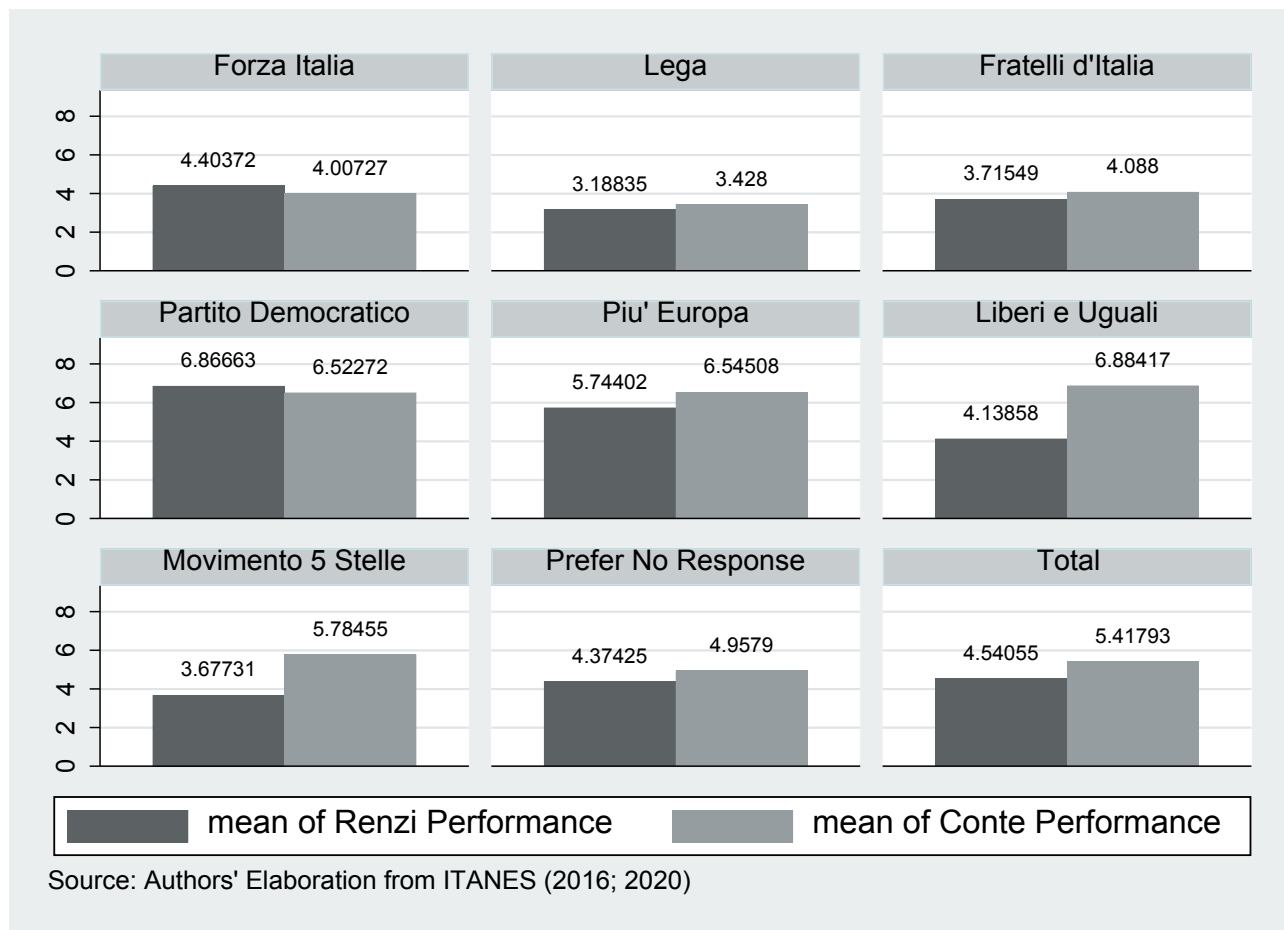 Forza Italia Lega Fratelli d'Italia
8
6
4
2
0
4.40372 4.00727 3.18835 3.428 3.71549 4.088
Partito Democratico Piu' Europa Liberi e Uguali
8
6
4
2
0
6.86663 6.52272 5.74402 6.54508 4.13858 6.88417
Movimento 5 Stelle Prefer No Response Total
8
6
4
2
0
3.67731 5.78455 4.37425 4.9579 4.54055 5.41793
mean of Renzi Performance mean of Conte Performance
Source: Authors' Elaboration from ITANES (2016; 2020)